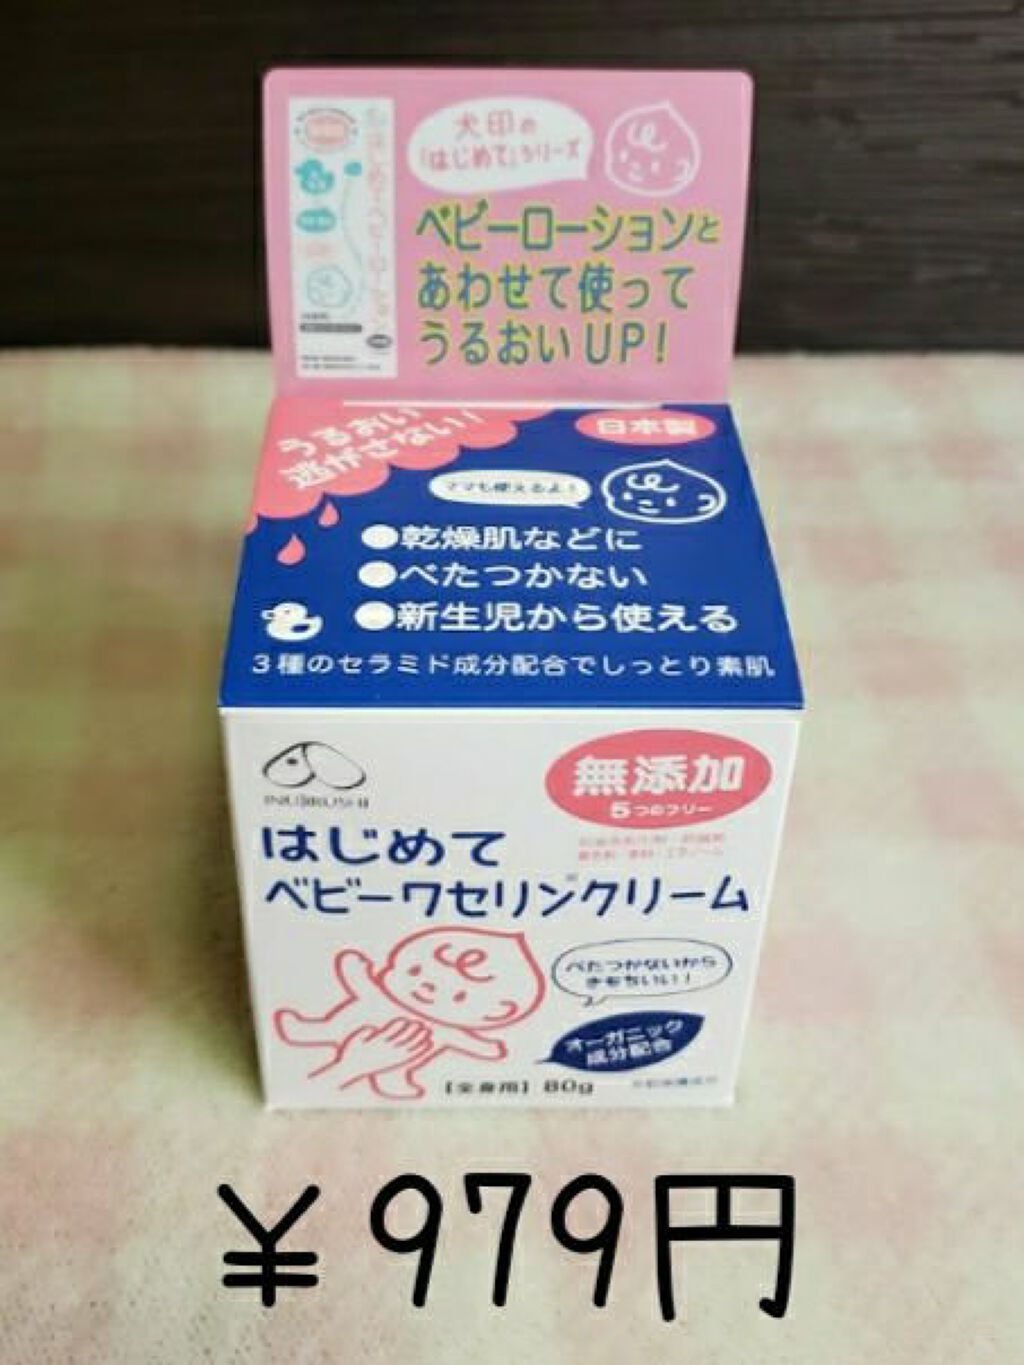 犬印の
「はじめて」シリーズ
ベビーローションと
あわせて使って
うるおいUP!
うるおい
逃がさない!
日本製
ママも使えるよ!
●乾燥肌などに
●べたつかない
●新生児から使える
3種のセラミド成分配合でしっとり素肌
INUJIRUSHI
無添加
5つのフリー
はじめて
ベビーワセリンクリーム
べたつかないから
きもちいい!
オーガニック
成分配合
【全身用】80g
￥979円